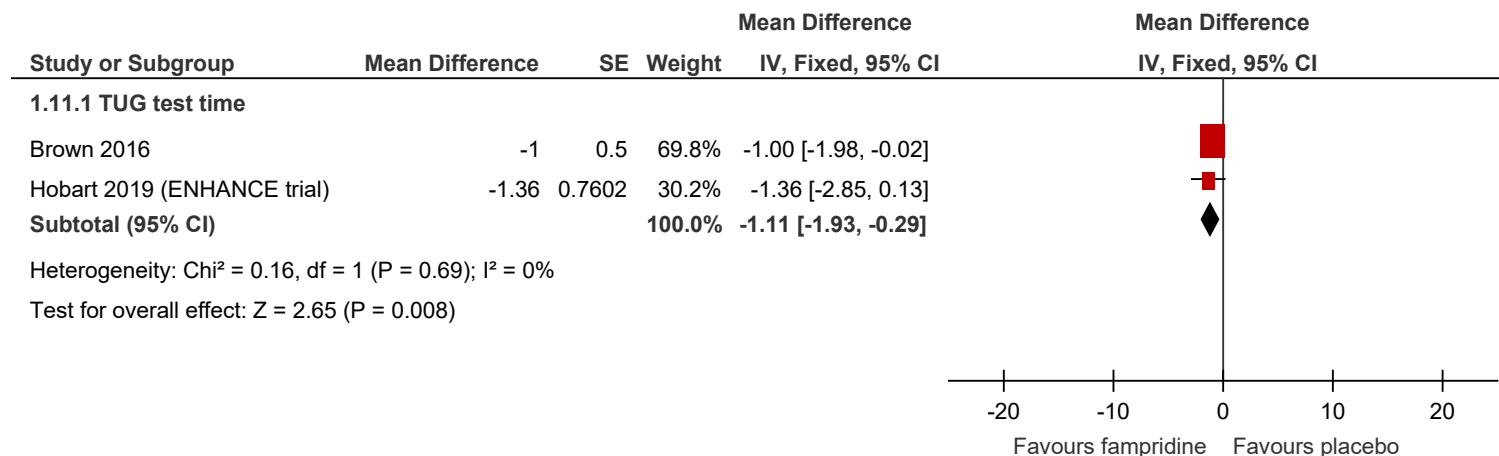 Mean Difference Mean Difference
Study or Subgroup Mean Difference SE Weight IV, Fixed, 95% CI IV, Fixed, 95% CI
1.11.1 TUG test time
Brown 2016 -1 0.5 69.8% -1.00 [-1.98, -0.02]
Hobart 2019 (ENHANCE trial) -1.36 0.7602 30.2% -1.36 [-2.85, 0.13]
Subtotal (95% CI) 100.0% -1.11 [-1.93, -0.29]
Heterogeneity: Chi² = 0.16, df = 1 (P = 0.69); I² = 0%
Test for overall effect: Z = 2.65 (P = 0.008)
-20 -10 0 10 20
Favours fampridine Favours placebo